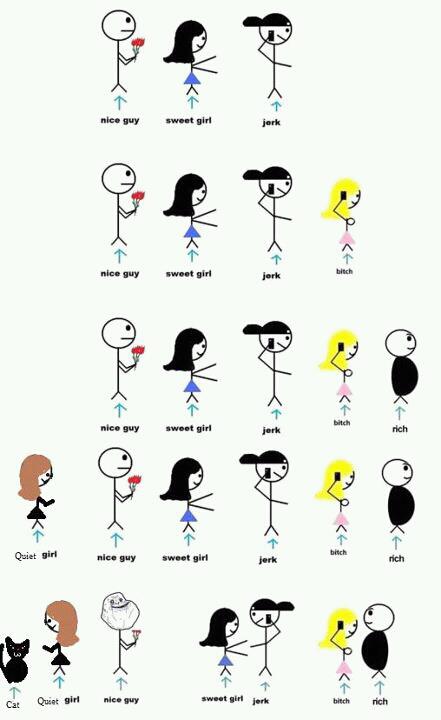 nice guy sweet girl jerk
nice guy sweet girl jerk bitch
nice guy sweet girl jerk bitch rich
Quiet girl nice guy sweet girl jerk bitch rich
Cat Quiet girl nice guy sweet girl jerk bitch rich